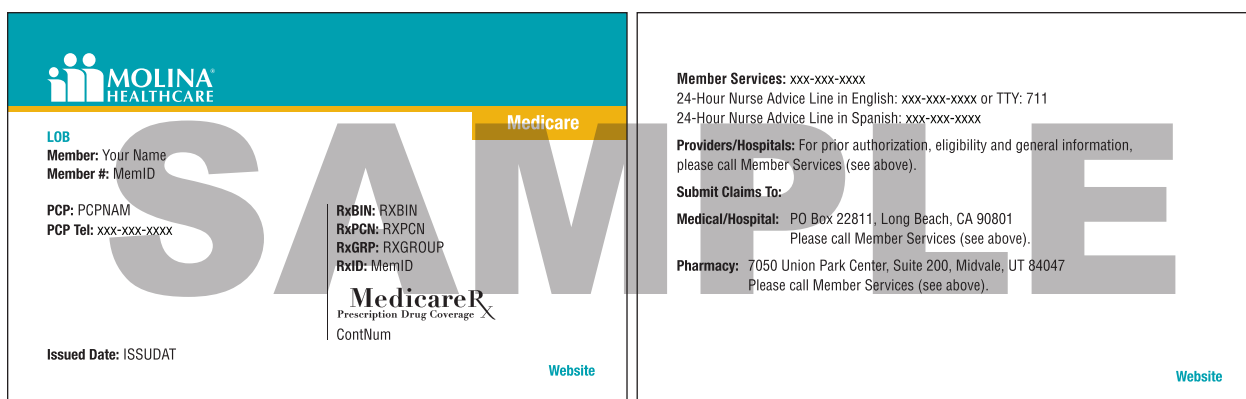 MOLINA®
HEALTHCARE
Medicare
LOB
Member: Your Name
Member #: MemID
PCP: PCPNAM
PCP Tel: xxx-xxx-xxxx
RxBIN: RXBIN
RxPCN: RXPCN
RxGRP: RXGROUP
RxID: MemID
MedicareRx
Prescription Drug Coverage
ContNum
Issued Date: ISSUDAT
Website
Member Services: xxx-xxx-xxxx
24-Hour Nurse Advice Line in English: xxx-xxx-xxxx or TTY: 711
24-Hour Nurse Advice Line in Spanish: xxx-xxx-xxxx
Providers/Hospitals: For prior authorization, eligibility and general information,
please call Member Services (see above).
Submit Claims To:
Medical/Hospital: PO Box 22811, Long Beach, CA 90801
Please call Member Services (see above).
Pharmacy: 7050 Union Park Center, Suite 200, Midvale, UT 84047
Please call Member Services (see above).
Website
SAMPLE